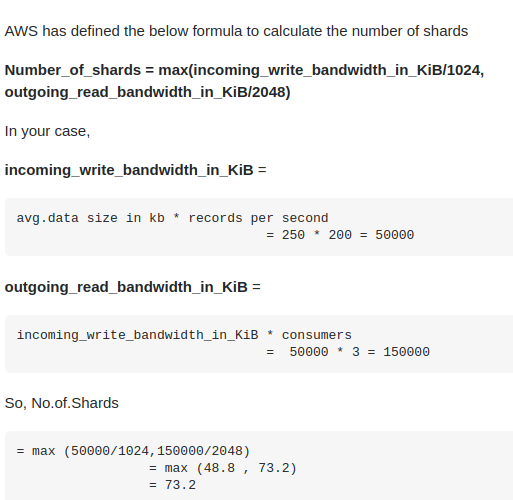 AWS has defined the below formula to calculate the number of shards
Number_of_shards = max(incoming_write_bandwidth_in_KiB/1024,
outgoing_read_bandwidth_in_KiB/2048)
In your case,
incoming_write_bandwidth_in_KiB =
avg.data size in kb * records per second
= 250 * 200 = 50000
outgoing_read_bandwidth_in_KiB =
incoming_write_bandwidth_in_KiB * consumers
= 50000 * 3 = 150000
So, No.of.Shards
= max (50000/1024,150000/2048)
= max (48.8 , 73.2)
= 73.2